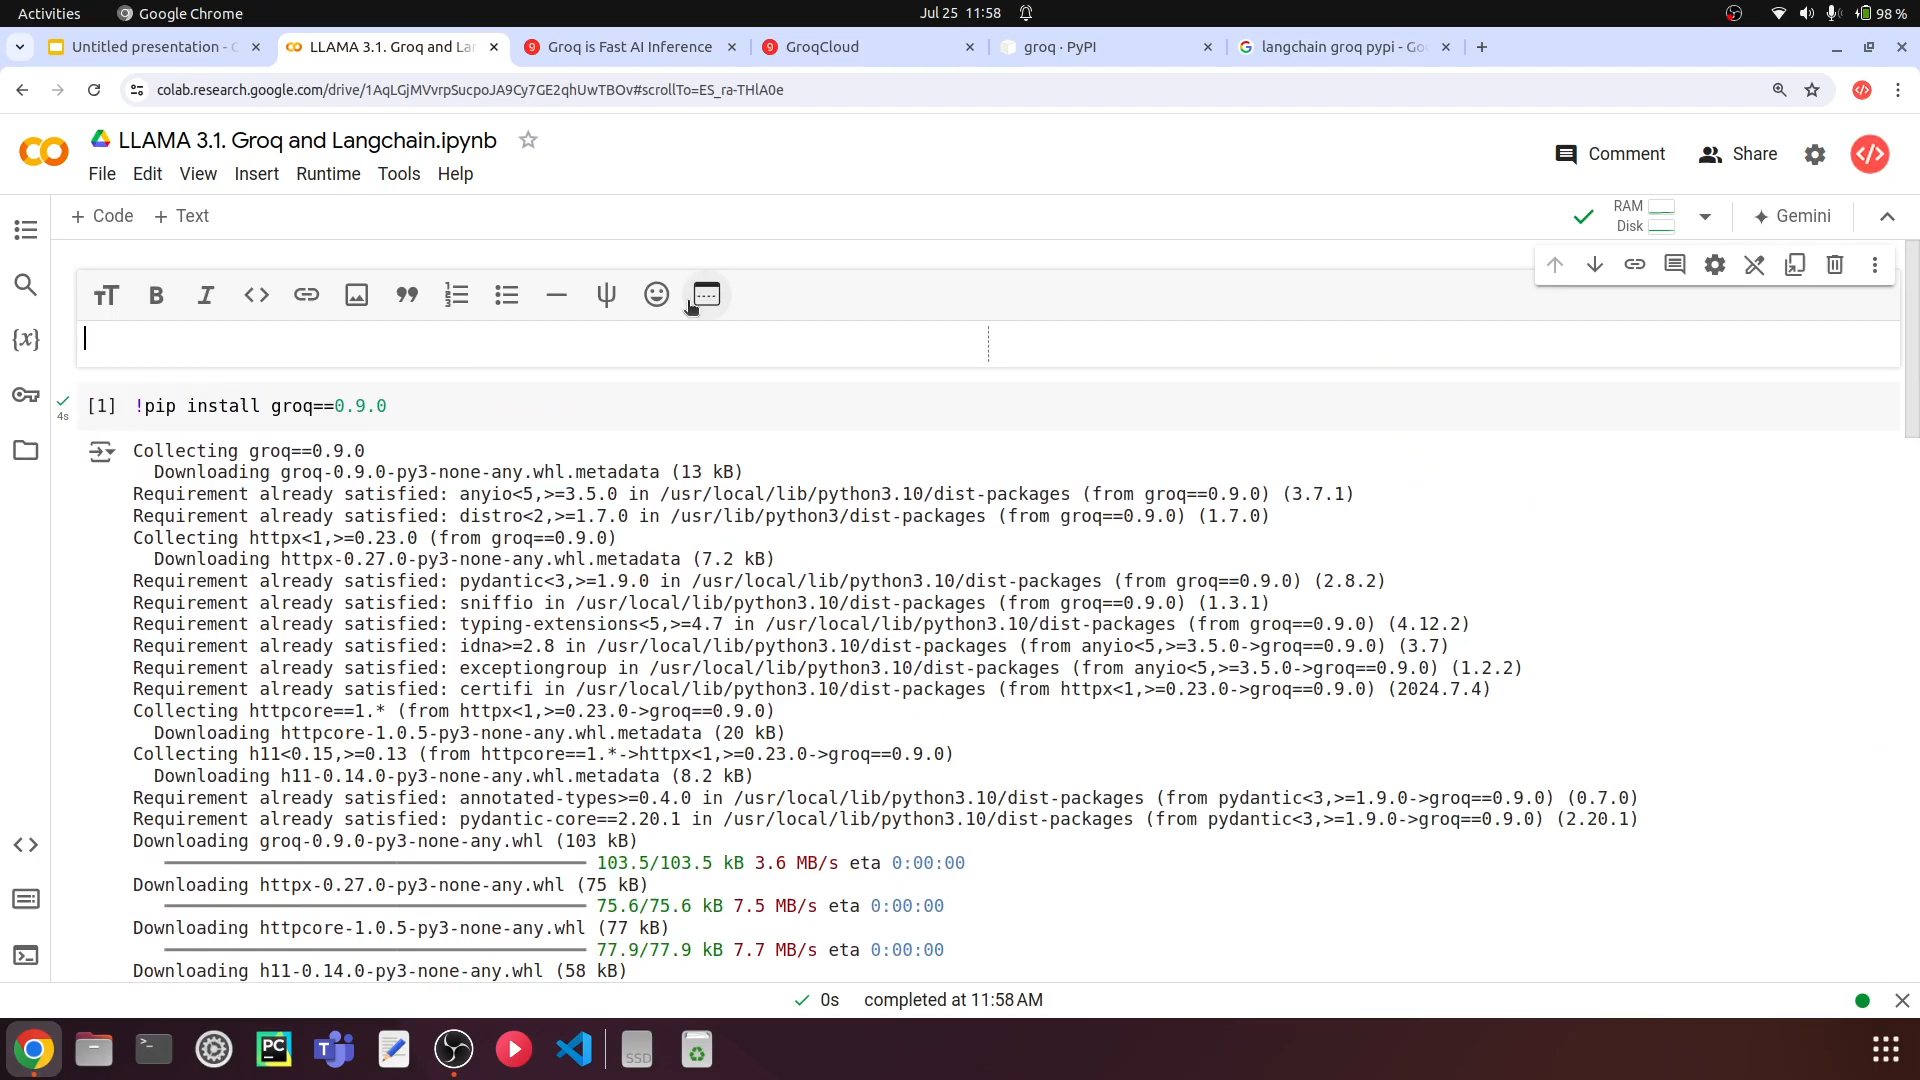 Activities
Google Chrome
Jul 25 11:58
98 %
Untitled presentation - G
LLAMA 3.1. Groq and Lan
Groq is Fast AI Inference
GroqCloud
groq · PyPI
langchain groq pypi - Goo
colab.research.google.com/drive/1AqLGjMVvrpSucpoJA9Cy7GE2qhUwTBOv#scrollTo=ES_ra-THlA0e
LLAMA 3.1. Groq and Langchain.ipynb
Comment
Share
File Edit View Insert Runtime Tools Help
+ Code + Text
RAM
Disk
Gemini
4s
[1] !pip install groq==0.9.0
Collecting groq==0.9.0
Downloading groq-0.9.0-py3-none-any.whl.metadata (13 kB)
Requirement already satisfied: anyio<5,>=3.5.0 in /usr/local/lib/python3.10/dist-packages (from groq==0.9.0) (3.7.1)
Requirement already satisfied: distro<2,>=1.7.0 in /usr/lib/python3/dist-packages (from groq==0.9.0) (1.7.0)
Collecting httpx<1,>=0.23.0 (from groq==0.9.0)
Downloading httpx-0.27.0-py3-none-any.whl.metadata (7.2 kB)
Requirement already satisfied: pydantic<3,>=1.9.0 in /usr/local/lib/python3.10/dist-packages (from groq==0.9.0) (2.8.2)
Requirement already satisfied: sniffio in /usr/local/lib/python3.10/dist-packages (from groq==0.9.0) (1.3.1)
Requirement already satisfied: typing-extensions<5,>=4.7 in /usr/local/lib/python3.10/dist-packages (from groq==0.9.0) (4.12.2)
Requirement already satisfied: idna>=2.8 in /usr/local/lib/python3.10/dist-packages (from anyio<5,>=3.5.0->groq==0.9.0) (3.7)
Requirement already satisfied: exceptiongroup in /usr/local/lib/python3.10/dist-packages (from anyio<5,>=3.5.0->groq==0.9.0) (1.2.2)
Requirement already satisfied: certifi in /usr/local/lib/python3.10/dist-packages (from httpx<1,>=0.23.0->groq==0.9.0) (2024.7.4)
Collecting httpcore==1.* (from httpx<1,>=0.23.0->groq==0.9.0)
Downloading httpcore-1.0.5-py3-none-any.whl.metadata (20 kB)
Collecting h11<0.15,>=0.13 (from httpcore==1.*->httpx<1,>=0.23.0->groq==0.9.0)
Downloading h11-0.14.0-py3-none-any.whl.metadata (8.2 kB)
Requirement already satisfied: annotated-types>=0.4.0 in /usr/local/lib/python3.10/dist-packages (from pydantic<3,>=1.9.0->groq==0.9.0) (0.7.0)
Requirement already satisfied: pydantic-core==2.20.1 in /usr/local/lib/python3.10/dist-packages (from pydantic<3,>=1.9.0->groq==0.9.0) (2.20.1)
Downloading groq-0.9.0-py3-none-any.whl (103 kB)
103.5/103.5 kB 3.6 MB/s eta 0:00:00
Downloading httpx-0.27.0-py3-none-any.whl (75 kB)
75.6/75.6 kB 7.5 MB/s eta 0:00:00
Downloading httpcore-1.0.5-py3-none-any.whl (77 kB)
77.9/77.9 kB 7.7 MB/s eta 0:00:00
Downloading h11-0.14.0-py3-none-any.whl (58 kB)
0s completed at 11:58 AM
PC
SSD